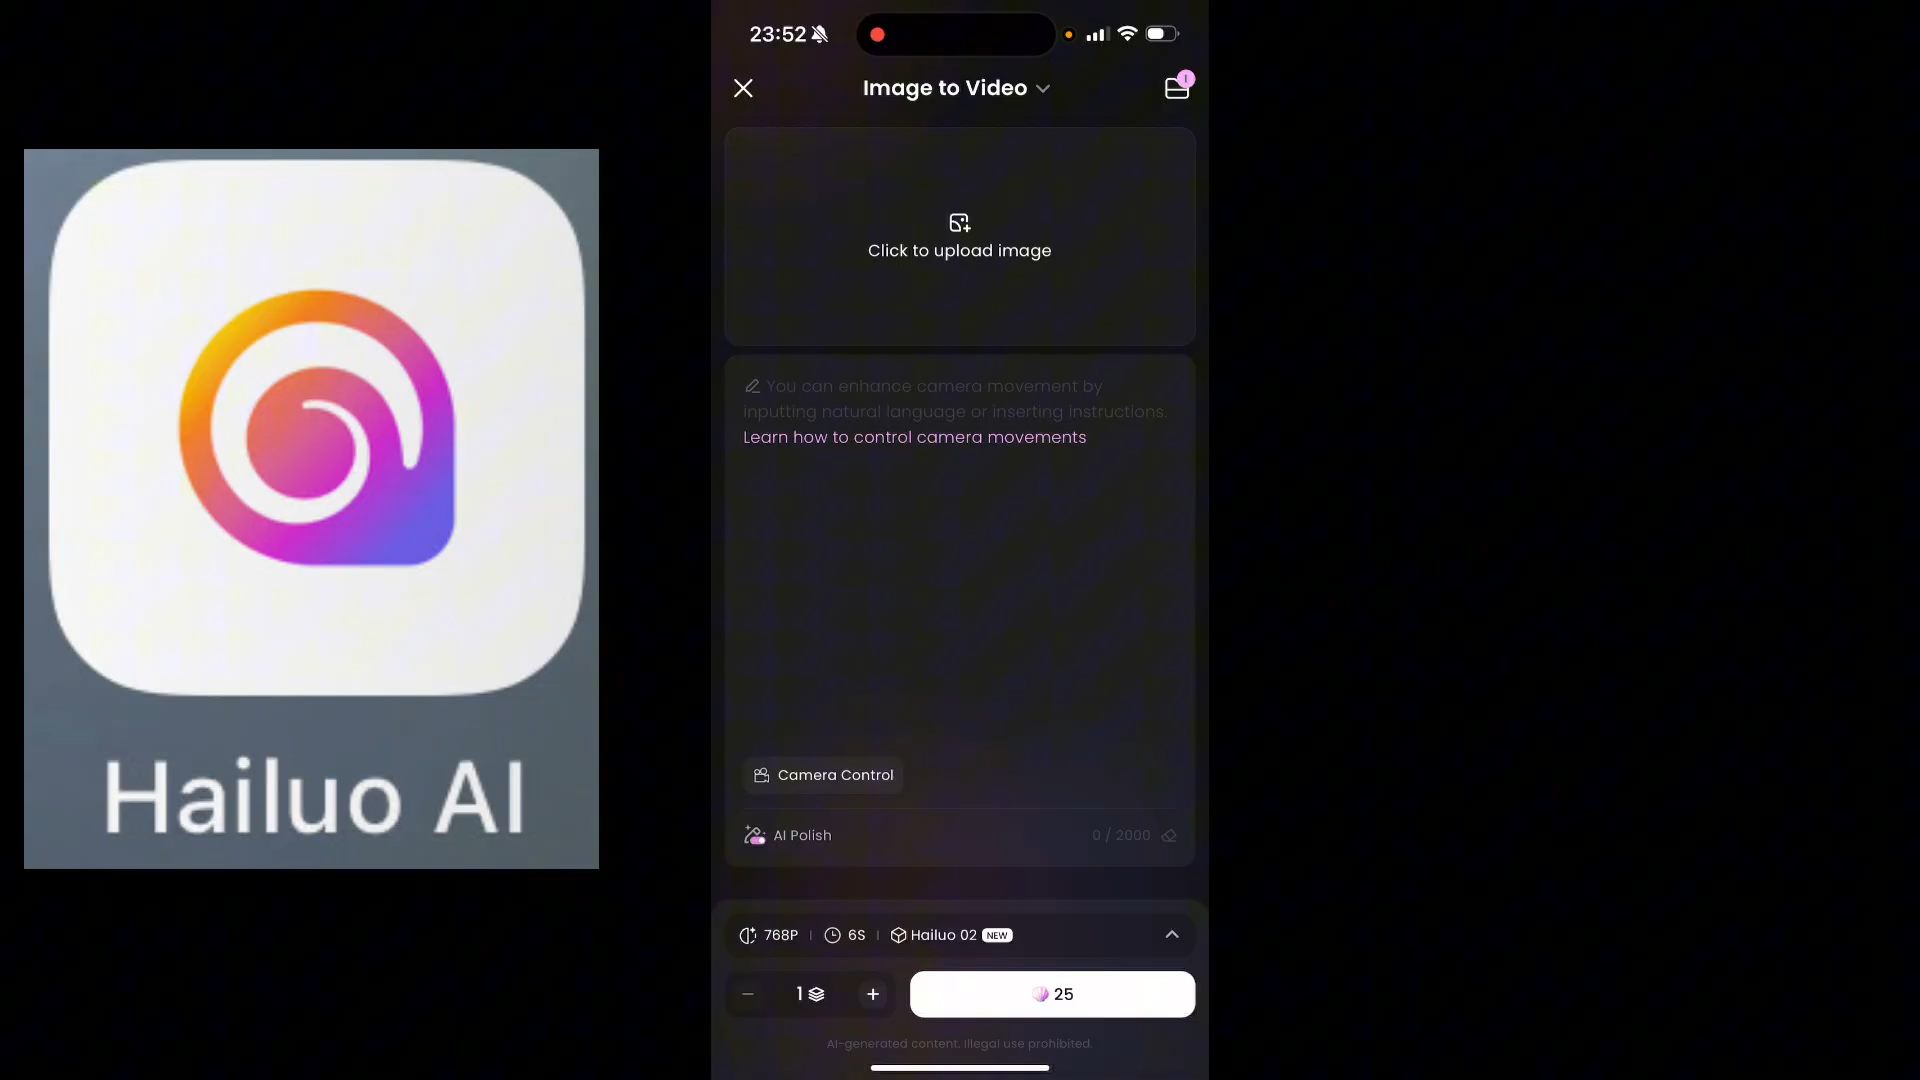 Hailuo AI
23:52
Image to Video
Click to upload image
You can enhance camera movement by
inputting natural language or inserting instructions.
Learn how to control camera movements
Camera Control
AI Polish
0 / 2000
768P | 6S | Hailuo 02 NEW
1
25
AI-generated content. Illegal use prohibited.